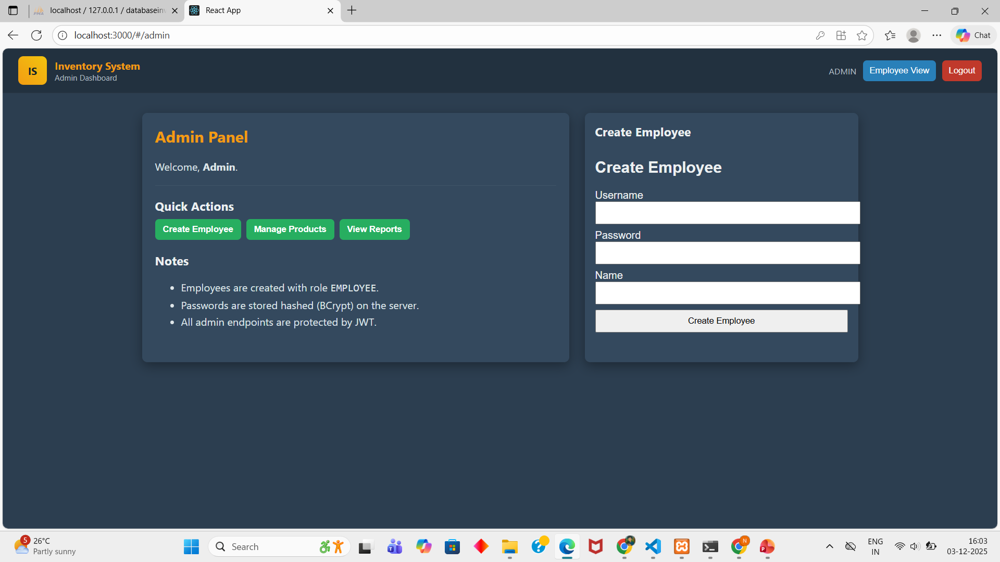 localhost / 127.0.0.1 / databasein
React App
localhost:3000/#/admin
Chat
IS
Inventory System
Admin Dashboard
ADMIN
Employee View
Logout
Admin Panel
Welcome, Admin.
Quick Actions
Create Employee
Manage Products
View Reports
Notes
• Employees are created with role EMPLOYEE.
• Passwords are stored hashed (BCrypt) on the server.
• All admin endpoints are protected by JWT.
Create Employee
Create Employee
Username
Password
Name
Create Employee
5
26°C
Partly sunny
Search
N
ENG
IN
16:03
03-12-2025